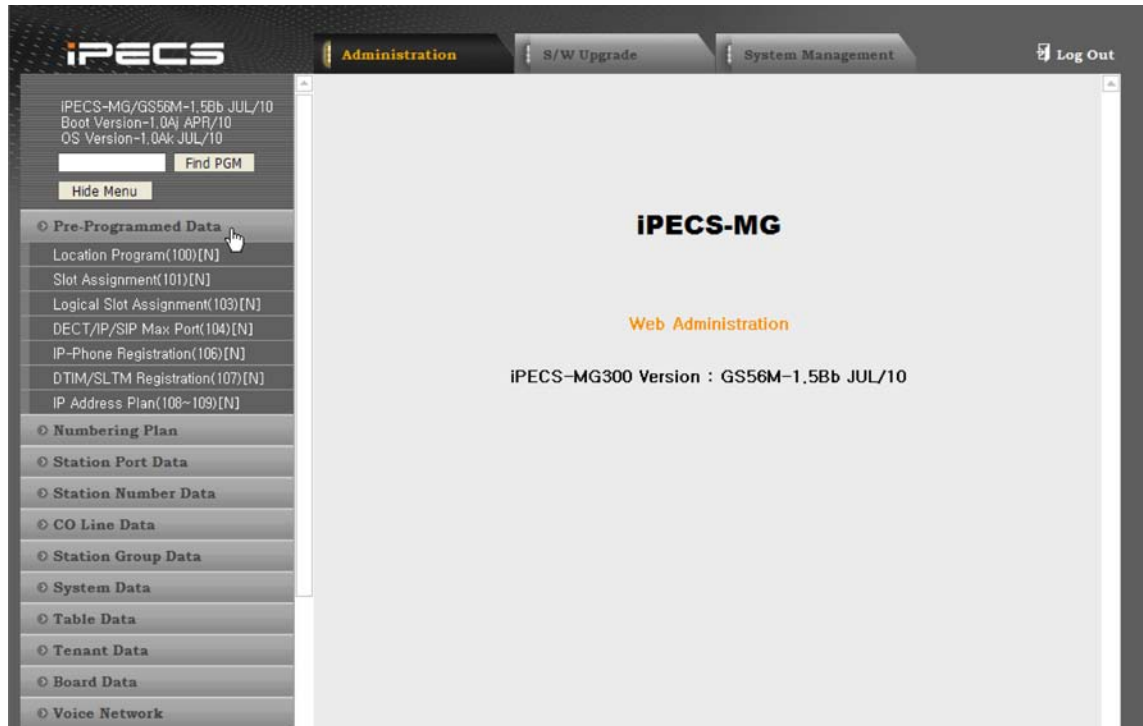 iPECS
Administration
S/W Upgrade
System Management
Log Out
iPECS-MG/GS56M-1.5Bb JUL/10
Boot Version-1.0Aj APR/10
OS Version-1.0Ak JUL/10
Find PGM
Hide Menu
Pre-Programmed Data
Location Program(100)[N]
Slot Assignment(101)[N]
Logical Slot Assignment(103)[N]
DECT/IP/SIP Max Port(104)[N]
IP-Phone Registration(106)[N]
DTIM/SLTM Registration(107)[N]
IP Address Plan(108~109)[N]
Numbering Plan
Station Port Data
Station Number Data
CO Line Data
Station Group Data
System Data
Table Data
Tenant Data
Board Data
Voice Network
iPECS-MG
Web Administration
iPECS-MG300 Version : GS56M-1.5Bb JUL/10